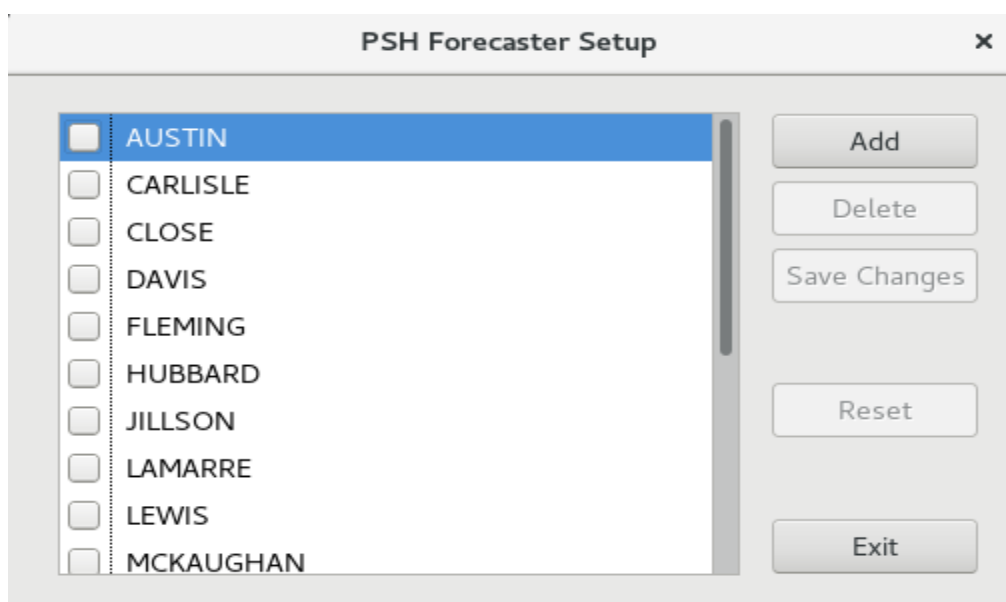 PSH Forecaster Setup
AUSTIN
CARLISLE
CLOSE
DAVIS
FLEMING
HUBBARD
JILLSON
LAMARRE
LEWIS
MCKAUGHAN
Add
Delete
Save Changes
Reset
Exit